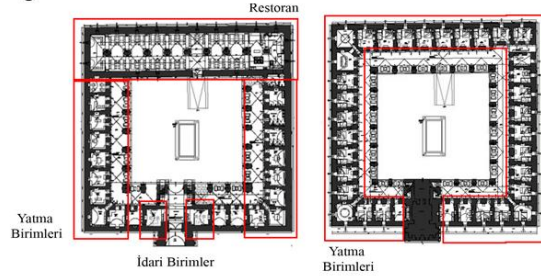 Restoran
Yatma
Birimleri
İdari Birimler
Yatma
Birimleri